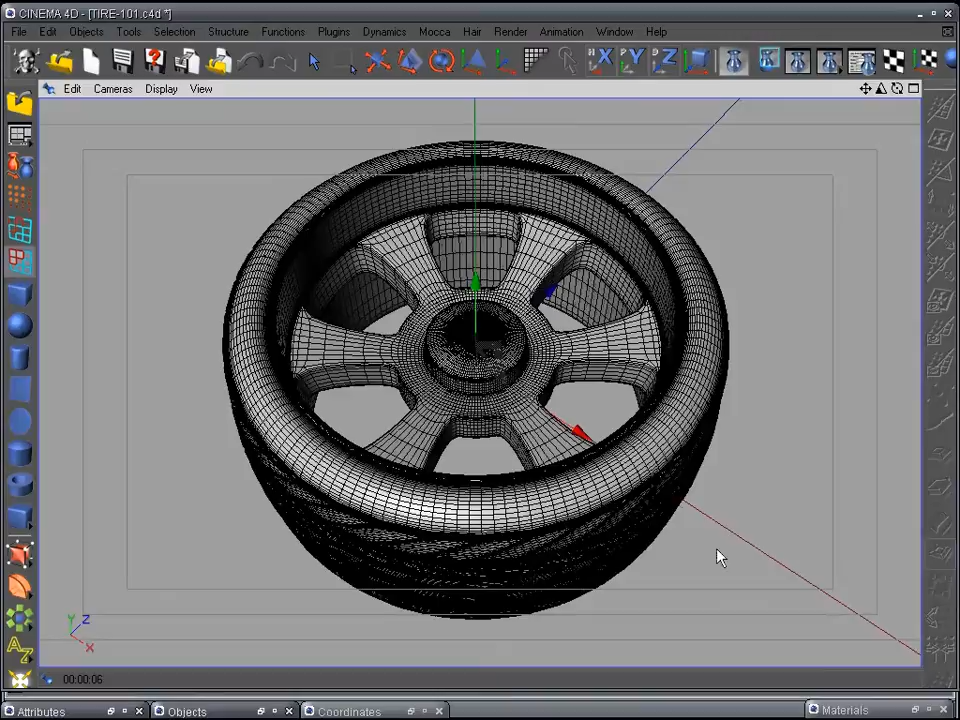 CINEMA 4D - [TIRE-101.c4d *]
File Edit Objects Tools Selection Structure Functions Plugins Dynamics Mocca Hair Render Animation Window Help
Edit Cameras Display View
Y Z
X
00:00:06
Attributes Objects Coordinates Materials